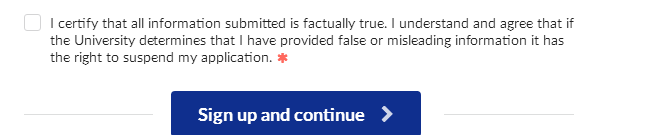 I certify that all information submitted is factually true. I understand and agree that if
the University determines that I have provided false or misleading information it has
the right to suspend my application. *
Sign up and continue